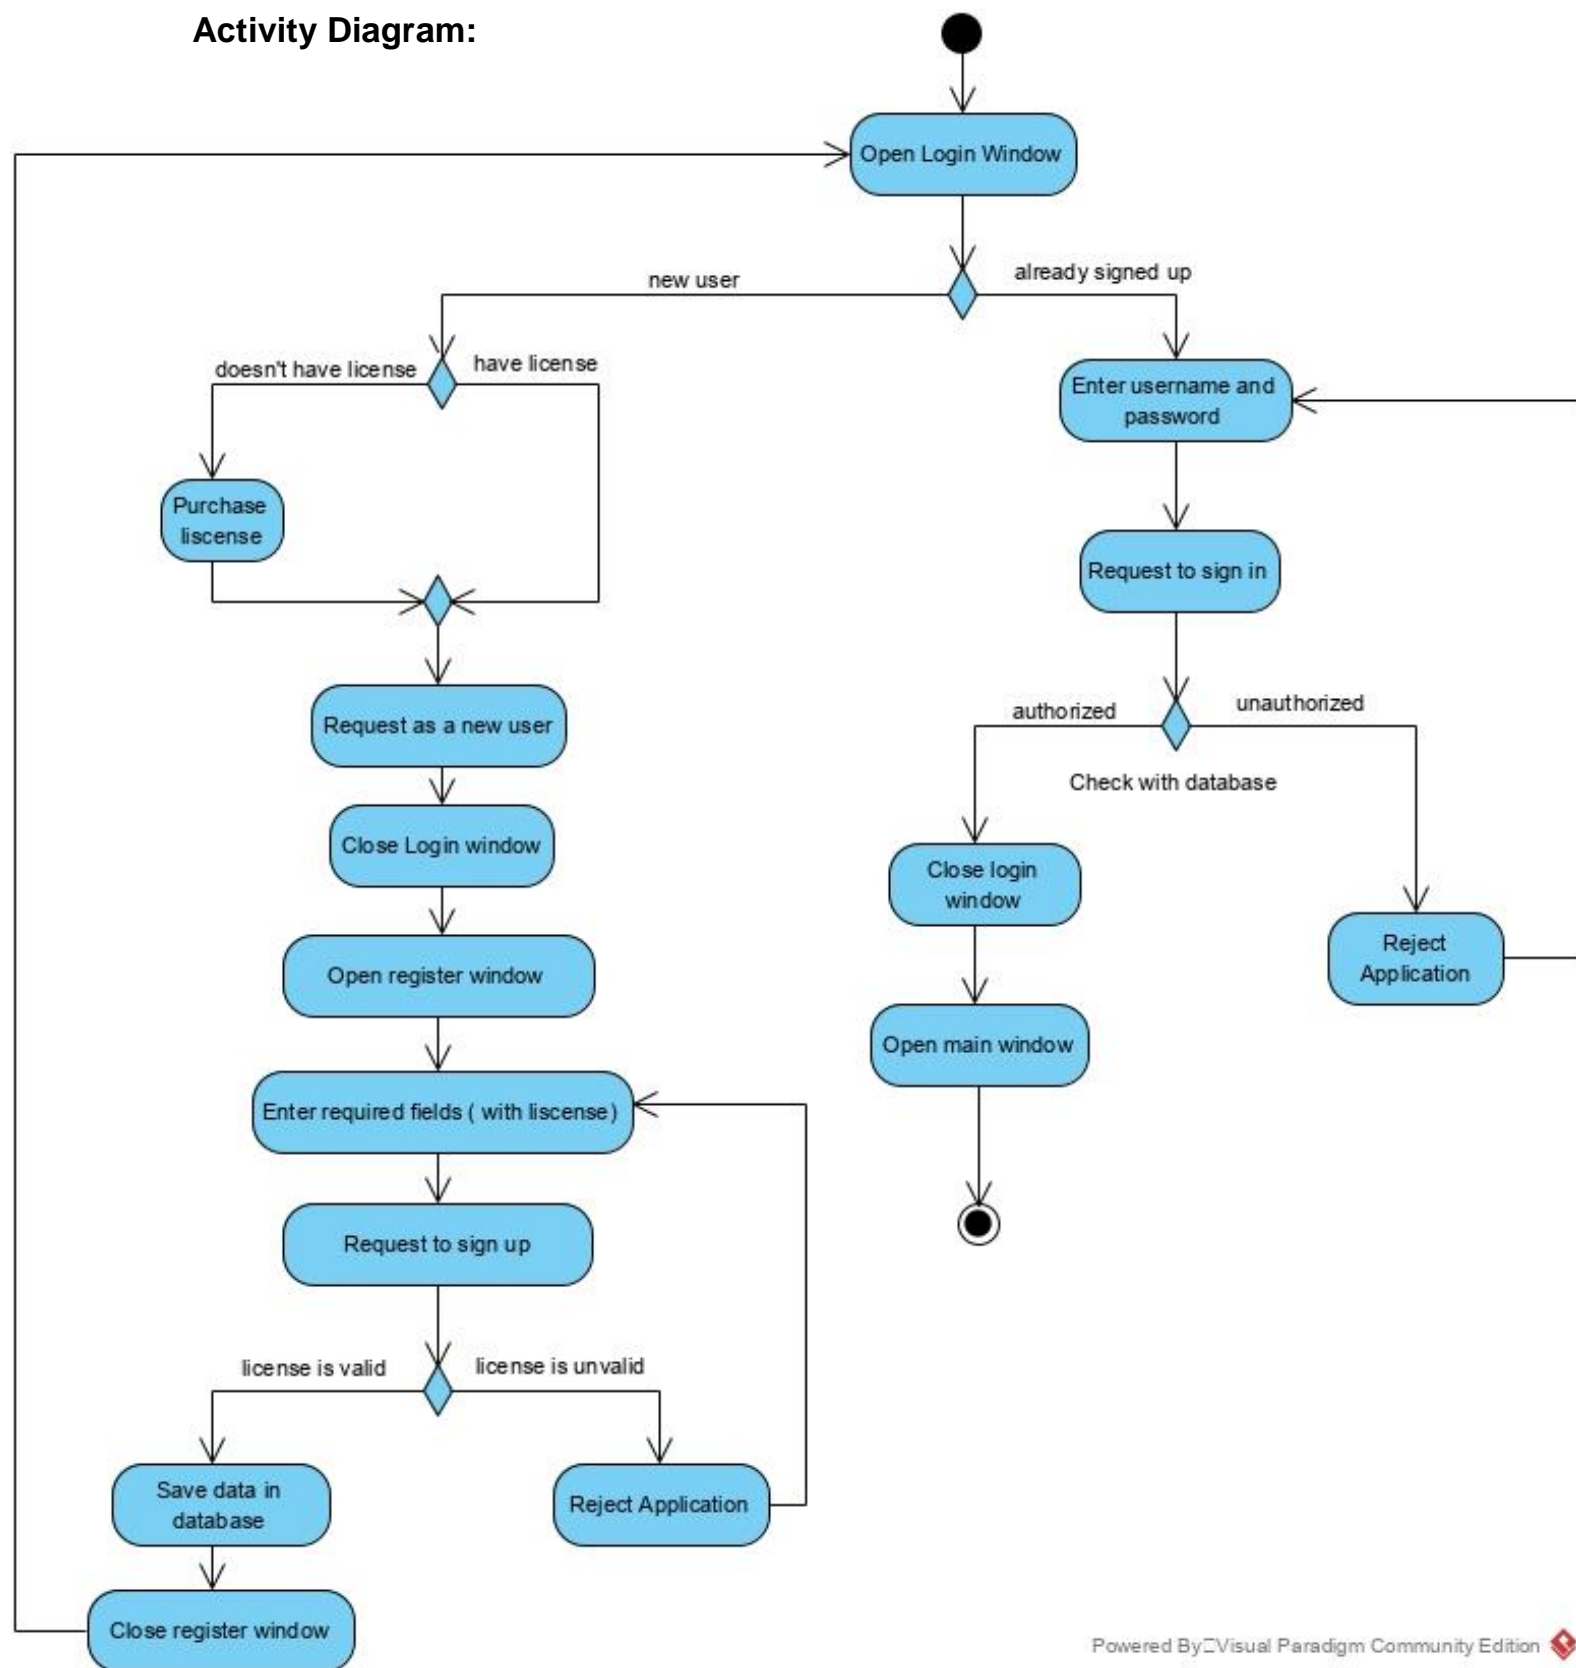 Activity Diagram:
Open Login Window
new user
already signed up
doesn't have license
have license
Enter username and
password
Purchase
liscense
Request to sign in
Request as a new user
authorized
unauthorized
Check with database
Close Login window
Close login
window
Open register window
Reject
Application
Open main window
Enter required fields ( with liscense)
Request to sign up
license is valid
license is unvalid
Save data in
database
Reject Application
Close register window
Powered By Visual Paradigm Community Edition